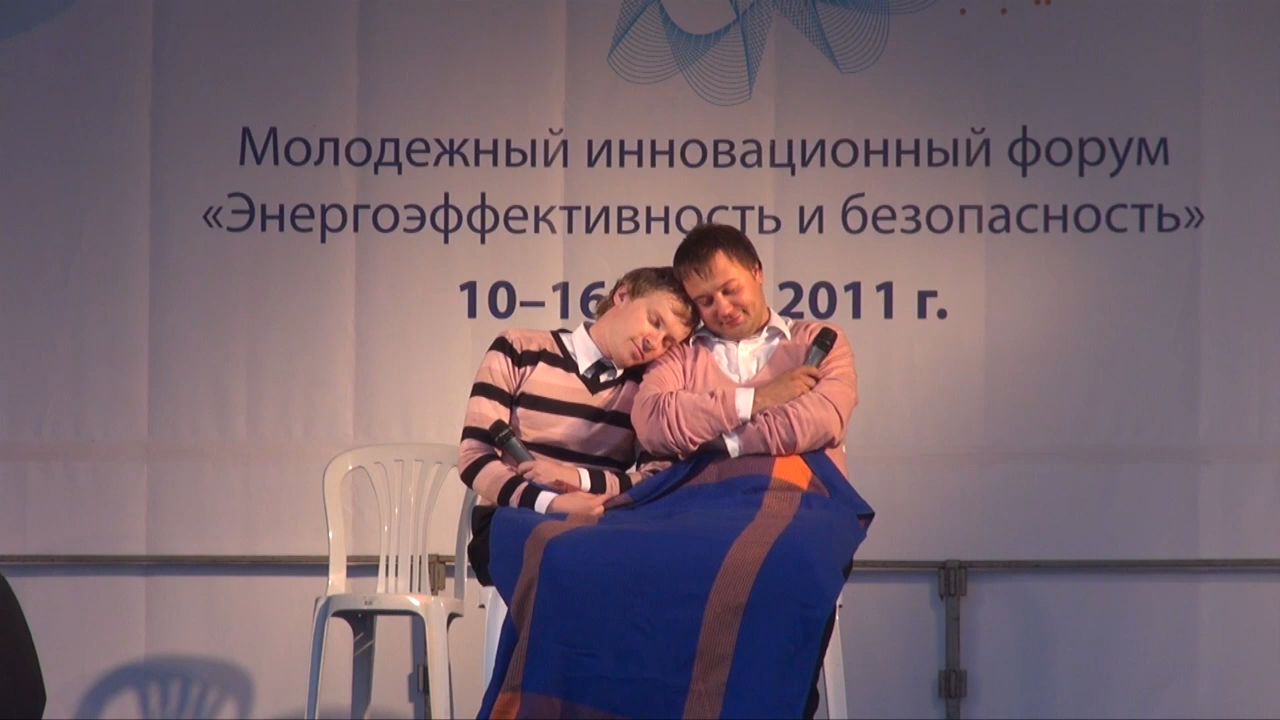 Молодежный инновационный форум
«Энергоэффективность и безопасность»
10–16 2011 г.